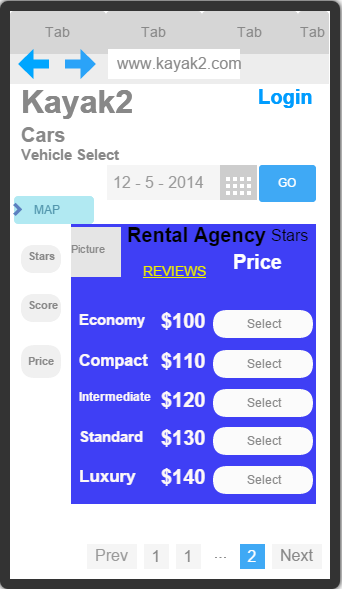 Tab Tab Tab Tab
www.kayak2.com
Kayak2 Login
Cars
Vehicle Select
12 - 5 - 2014 GO
MAP
Picture Rental Agency Stars
REVIEWS Price
Stars
Score
Price
Economy $100 Select
Compact $110 Select
Intermediate $120 Select
Standard $130 Select
Luxury $140 Select
Prev 1 1 ... 2 Next